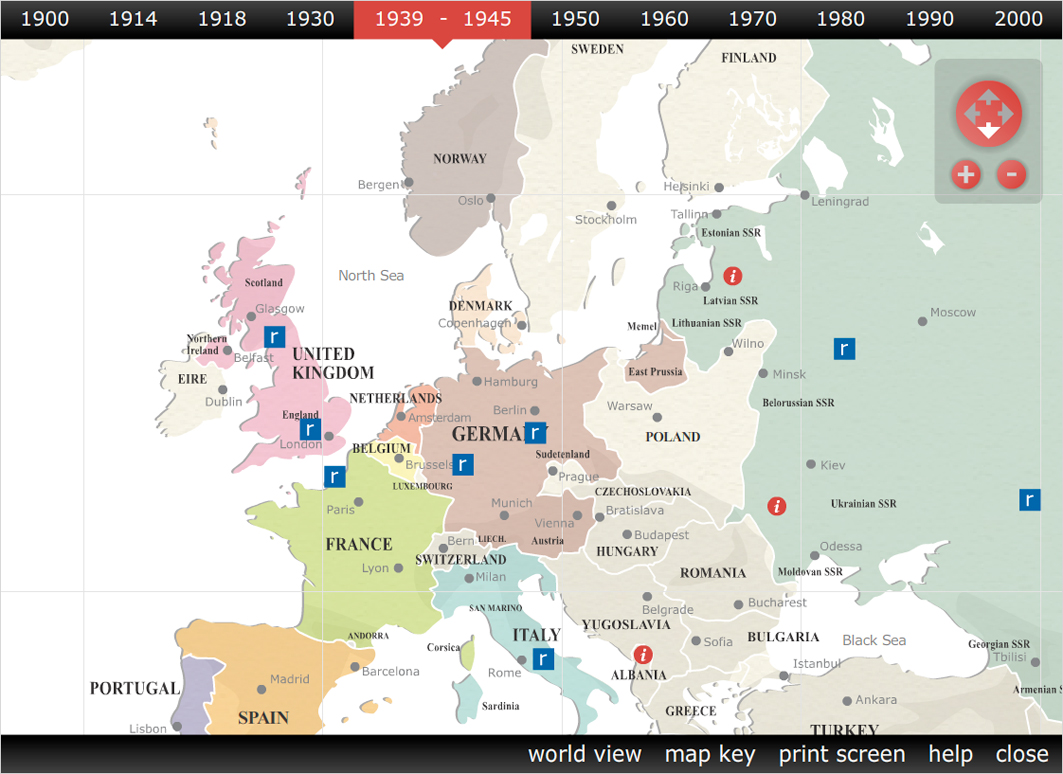 1900 1914 1918 1930 1939 - 1945 1950 1960 1970 1980 1990 2000
SWEDEN
FINLAND
NORWAY
Bergen
Oslo
Stockholm
Helsinki
Leningrad
Tallinn
Estonian SSR
North Sea
Scotland
Riga
i
Latvian SSR
DENMARK
Glasgow
Copenhagen
Moscow
Memel
Lithuanian SSR
r
Northern
Ireland
Belfast
UNITED
KINGDOM
Wilno
r
EIRE
Dublin
East Prussia
Minsk
Hamburg
NETHERLANDS
Belorussian SSR
England
r
London
Amsterdam
Berlin
Warsaw
GERMA
r
POLAND
BELGIUM
Brussels
r
Sudetenland
Kiev
r
LUXEMBOURG
Prague
CZECHOSLOVAKIA
Paris
Munich
Vienna
Bratislava
i
Ukrainian SSR
r
FRANCE
Bern
LIECH.
Austria
Budapest
HUNGARY
Odessa
SWITZERLAND
Lyon
Milan
ROMANIA
Moldovan SSR
SAN MARINO
Belgrade
Bucharest
YUGOSLAVIA
ANDORRA
Corsica
ITALY
Sofia
BULGARIA
Black Sea
Georgian SSR
Tbilisi
r
Rome
i
ALBANIA
Istanbul
Barcelona
Madrid
PORTUGAL
Armenian S
Sardinia
GREECE
Ankara
SPAIN
Lisbon
TURKEY
+ -
world view map key print screen help close